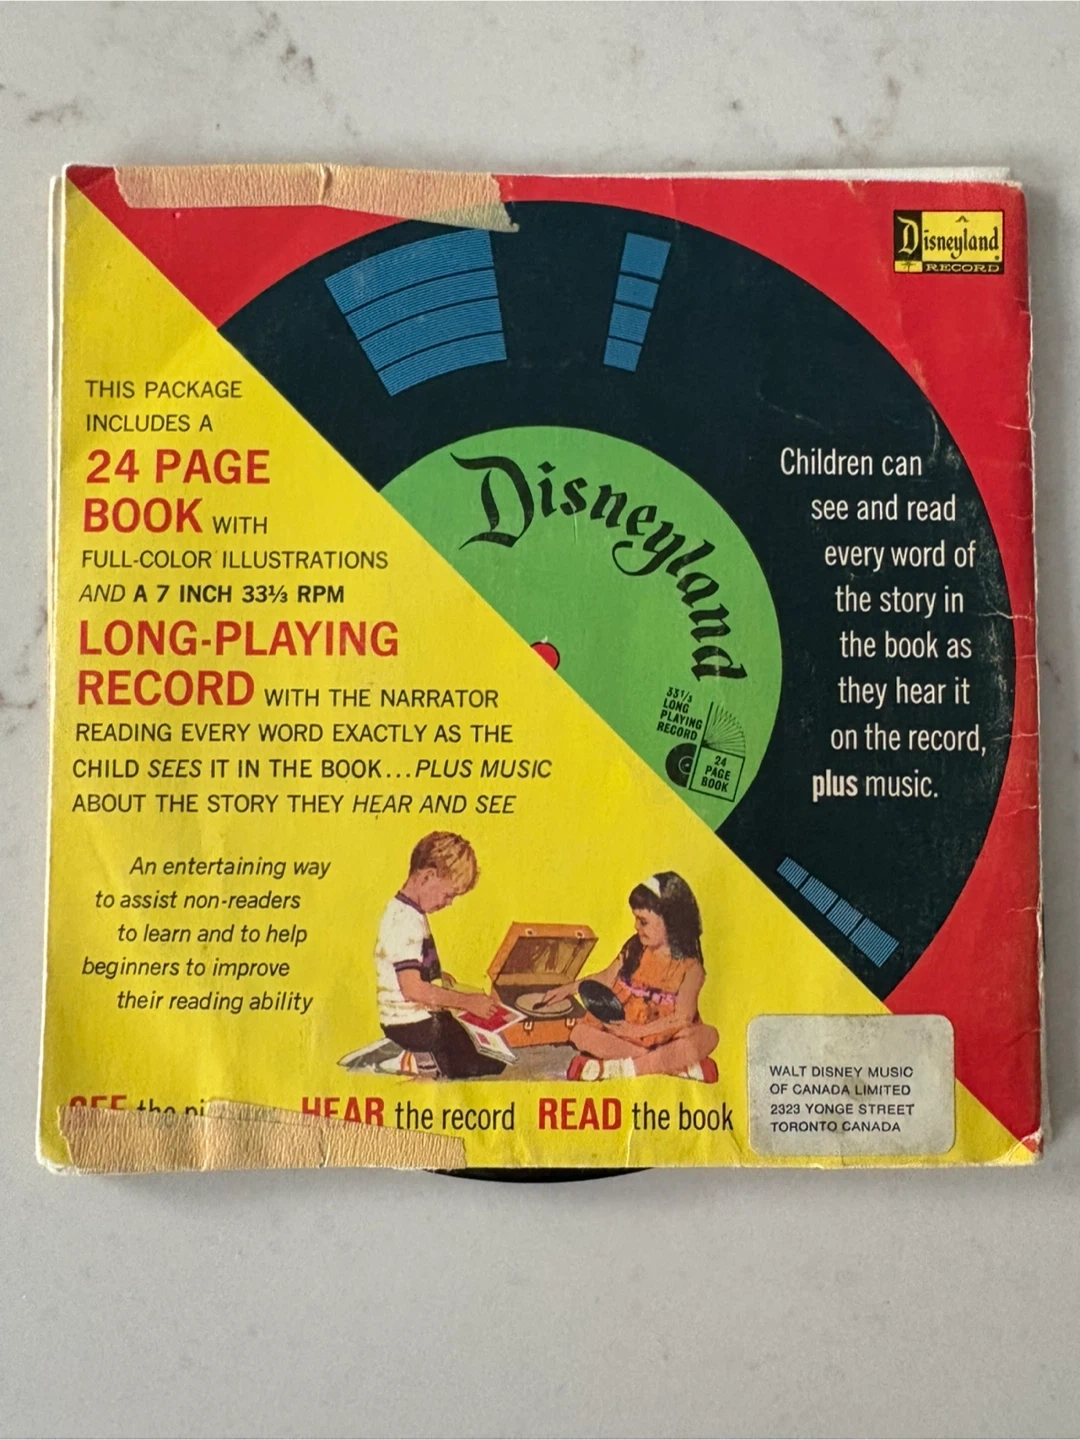 Disneyland
RECORD
THIS PACKAGE
INCLUDES A
24 PAGE
BOOK WITH
FULL-COLOR ILLUSTRATIONS
AND A 7 INCH 33⅓ RPM
LONG-PLAYING
RECORD WITH THE NARRATOR
READING EVERY WORD EXACTLY AS THE
CHILD SEES IT IN THE BOOK...PLUS MUSIC
ABOUT THE STORY THEY HEAR AND SEE
An entertaining way
to assist non-readers
to learn and to help
beginners to improve
their reading ability
Disneyland
33⅓
LONG
PLAYING
RECORD
24
PAGE
BOOK
Children can
see and read
every word of
the story in
the book as
they hear it
on the record,
plus music.
SEE the HEAR the record READ the book
WALT DISNEY MUSIC
OF CANADA LIMITED
2323 YONGE STREET
TORONTO CANADA